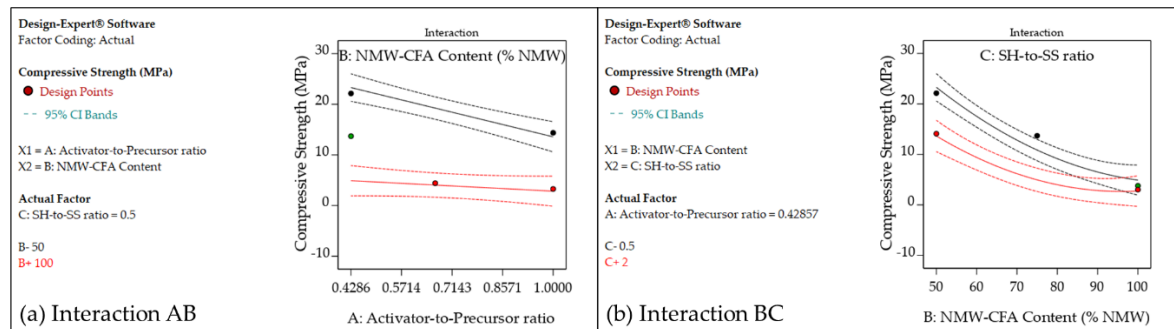 Design-Expert® Software
Factor Coding: Actual
Compressive Strength (MPa)
Design Points
95% CI Bands
X1 = A: Activator-to-Precursor ratio
X2 = B: NMW-CFA Content
Actual Factor
C: SH-to-SS ratio = 0.5
B- 50
B+ 100
(a) Interaction AB
Interaction
B: NMW-CFA Content (% NMW)
Compressive Strength (MPa)
30
20
10
0
-10
0.4286 0.5714 0.7143 0.8571 1.0000
A: Activator-to-Precursor ratio
Design-Expert® Software
Factor Coding: Actual
Compressive Strength (MPa)
Design Points
95% CI Bands
X1 = B: NMW-CFA Content
X2 = C: SH-to-SS ratio
Actual Factor
A: Activator-to-Precursor ratio = 0.42857
C- 0.5
C+ 2
(b) Interaction BC
Interaction
C: SH-to-SS ratio
Compressive Strength (MPa)
30
20
10
0
-10
50 60 70 80 90 100
B: NMW-CFA Content (% NMW)